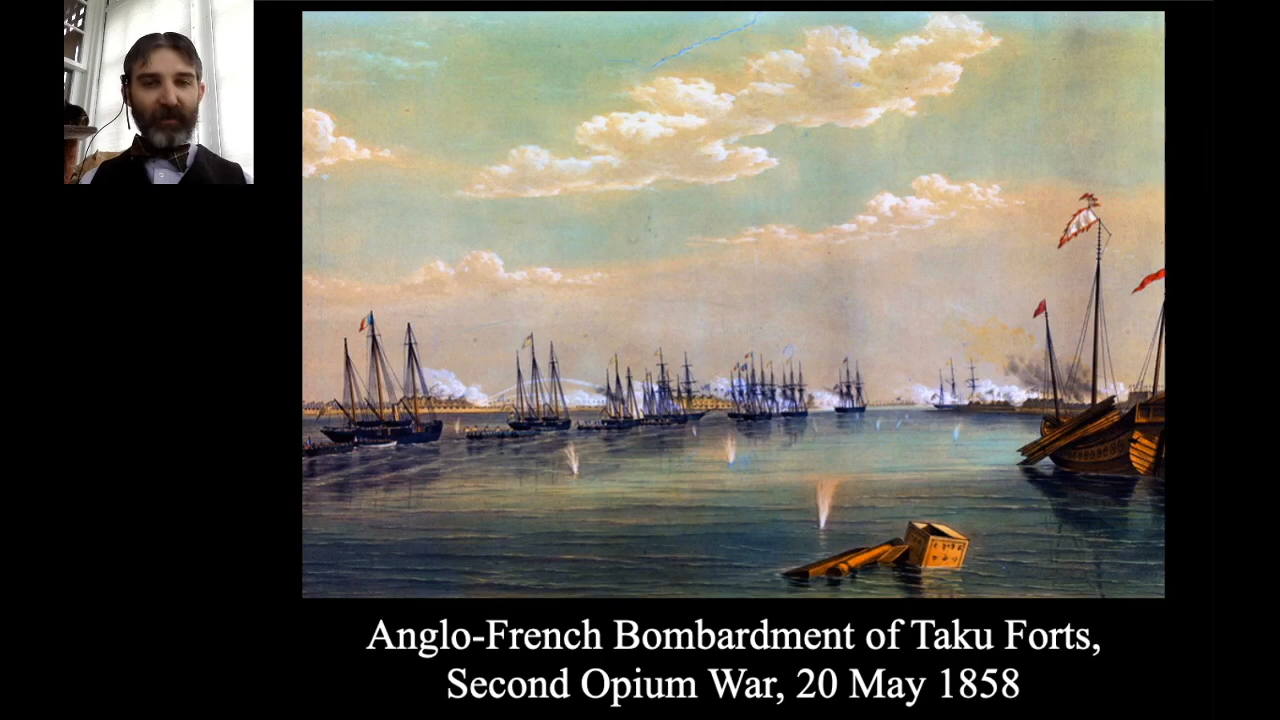 Anglo-French Bombardment of Taku Forts,
Second Opium War, 20 May 1858